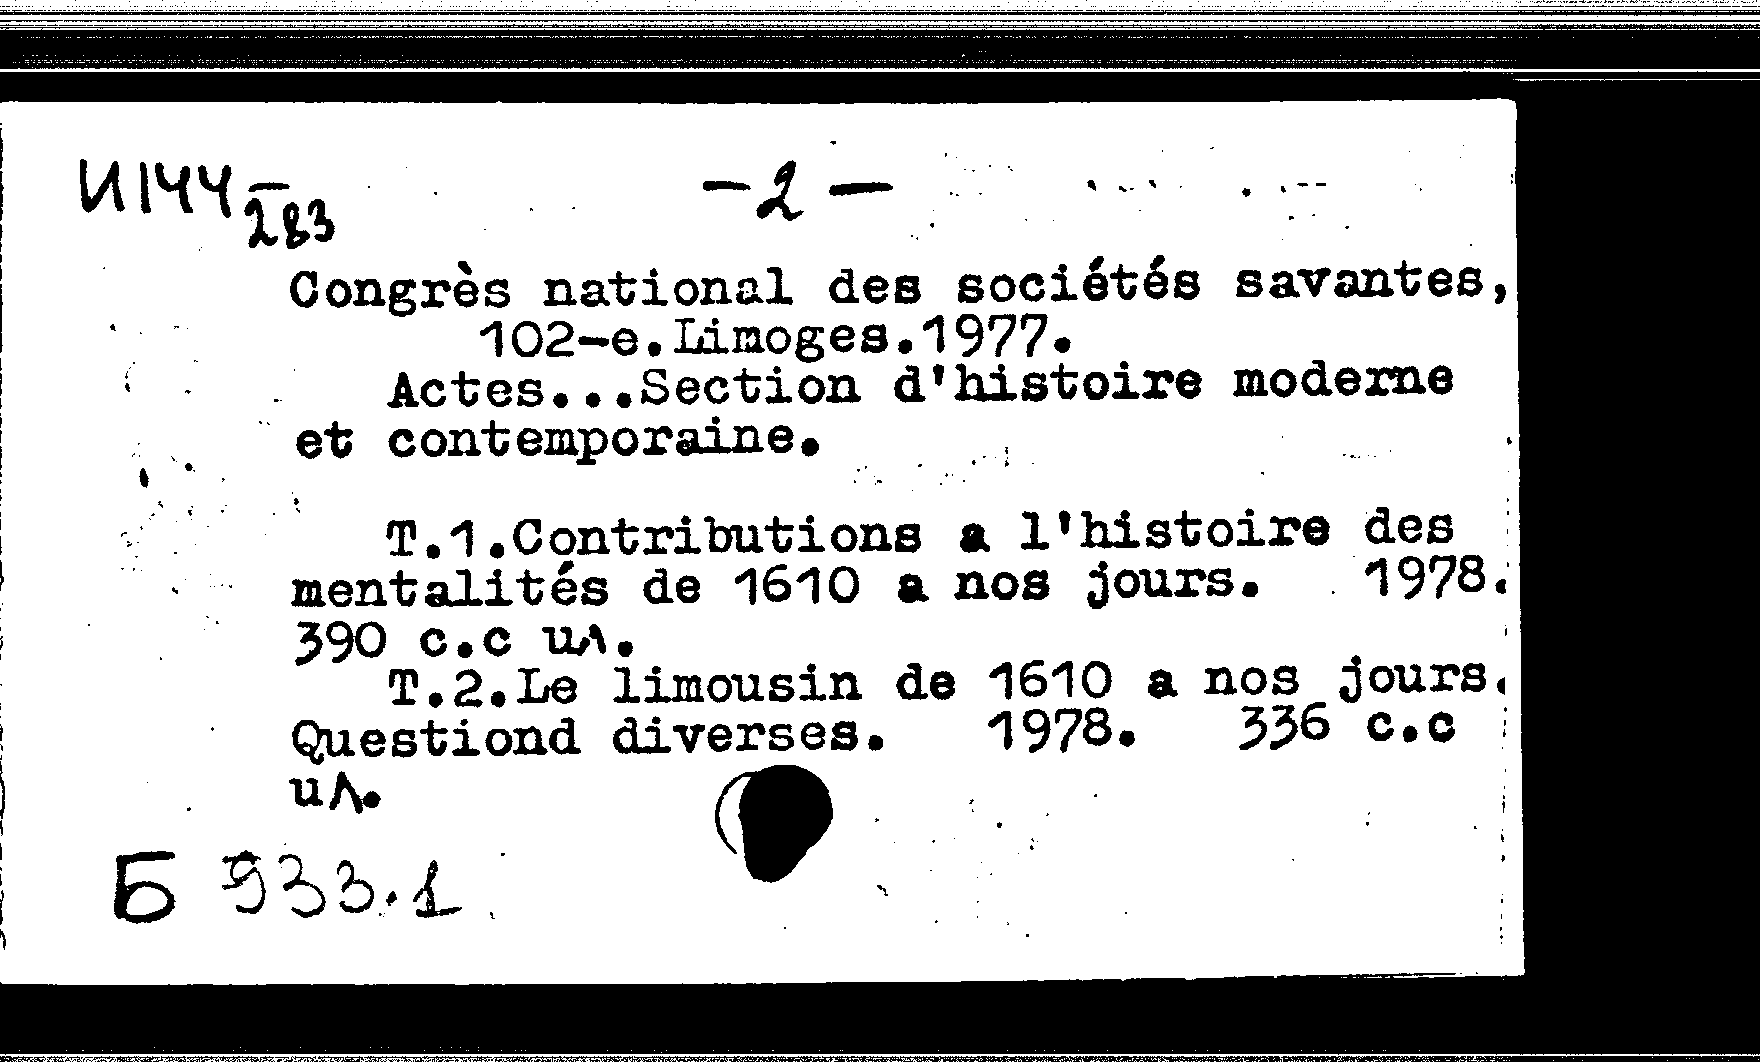 И144 — 2 —
283
Congrès national des sociétés savantes,
102-e.Limoges.1977.
Actes...Section d'histoire moderne
et contemporaine.
T.1.Contributions a l'histoire des
mentalités de 1610 a nos jours. 1978.
390 c.c ил.
T.2.Le limousin de 1610 a nos jours.
Questiond diverses. 1978. 336 c.c
ил.
Б 933.1